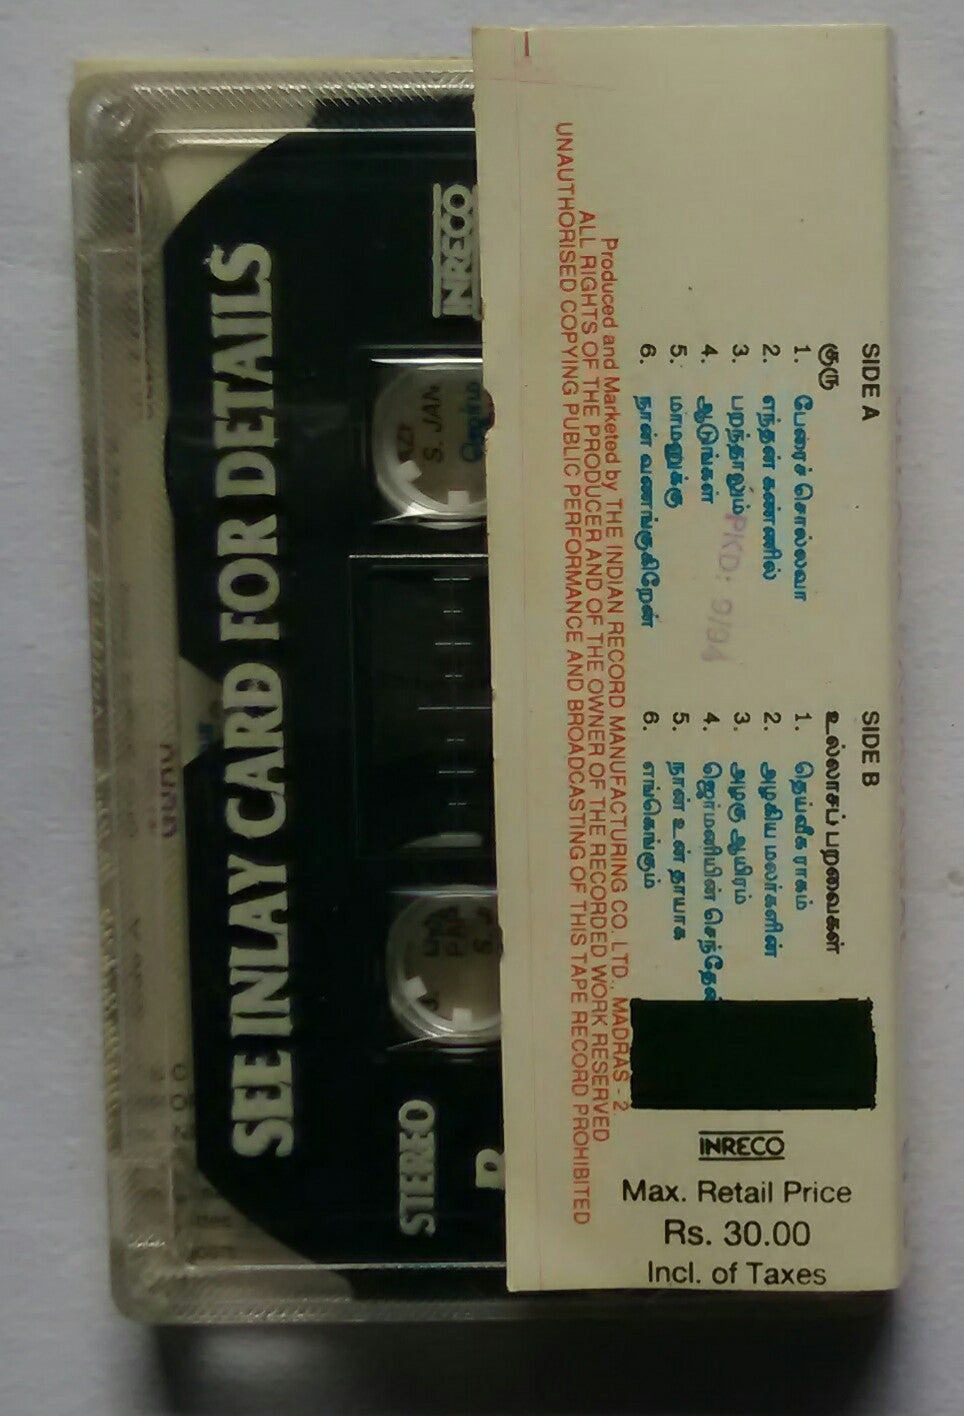 SIDE A
குரு
1. பேரைச் சொல்லவா
2. எந்தன் கண்ணில்
3. பறந்தாலும்
4. ஆடுங்கள்
5. மாமனுக்கு
6. நான் வணங்குகிறேன்
PKD: 9/94
SIDE B
உல்லாசப் பறவைகள்
1. தெய்வீக ராகம்
2. அழகிய மலர்களின்
3. அழகு ஆயிரம்
4. ஜெர்மனியின் செந்தேன்
5. நான் உன் தாயாக
6. எங்கெங்கும்
Produced and Marketed by THE INDIAN RECORD MANUFACTURING CO. LTD., MADRAS - 2.
ALL RIGHTS OF THE PRODUCER AND OF THE OWNER OF THE RECORDED WORK RESERVED
UNAUTHORISED COPYING PUBLIC PERFORMANCE AND BROADCASTING OF THIS TAPE RECORD PROHIBITED
INRECO
Max. Retail Price
Rs. 30.00
Incl. of Taxes
INRECO
SEE INLAY CARD FOR DETAILS
STEREO
S. JAN